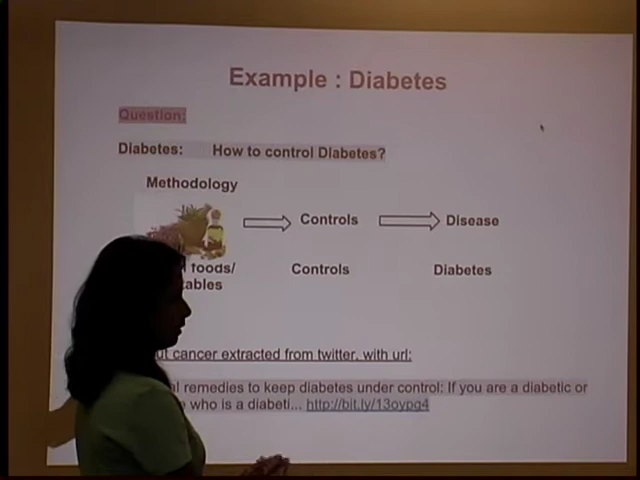 Example : Diabetes
Question:
Diabetes: How to control Diabetes?
Methodology
Controls Disease
foods/ Controls Diabetes
ables
cancer extracted from twitter, with url:
remedies to keep diabetes under control: If you are a diabetic or
who is a diabeti... http://bit.ly/13oypg4